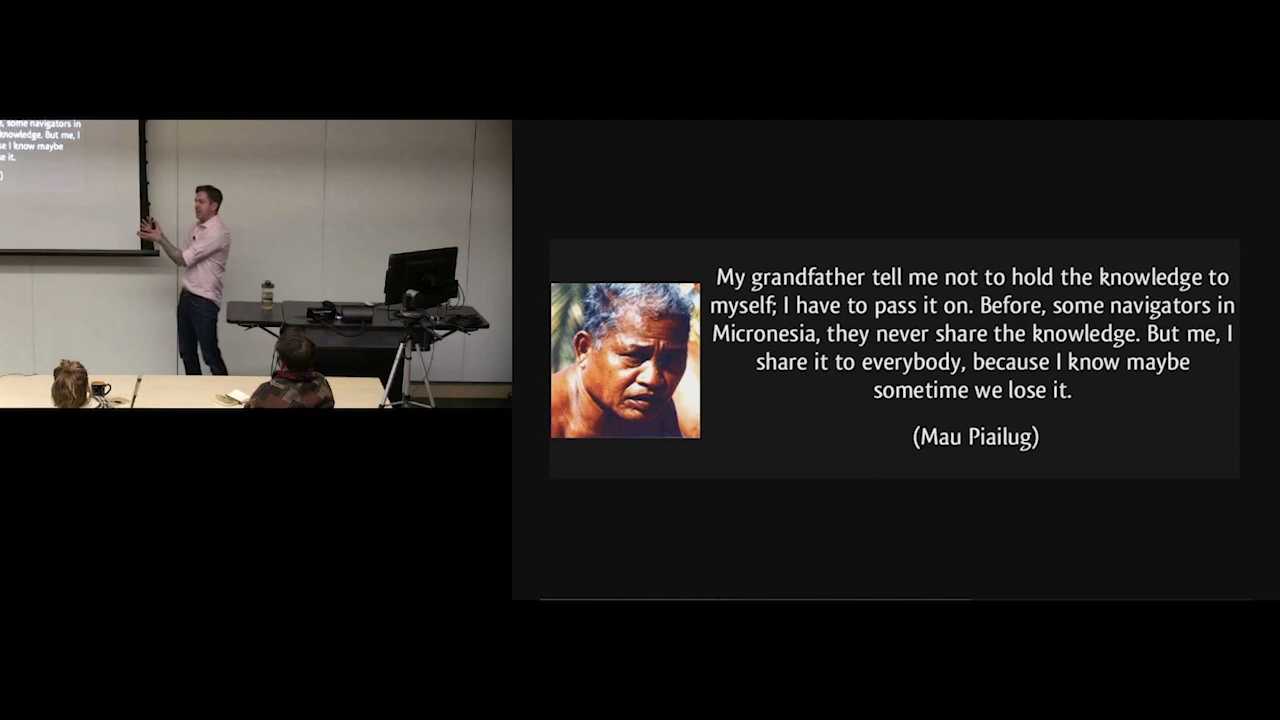 e, some navigators in
knowledge. But me, I
se I know maybe
se it.
)
My grandfather tell me not to hold the knowledge to
myself; I have to pass it on. Before, some navigators in
Micronesia, they never share the knowledge. But me, I
share it to everybody, because I know maybe
sometime we lose it.
(Mau Piailug)